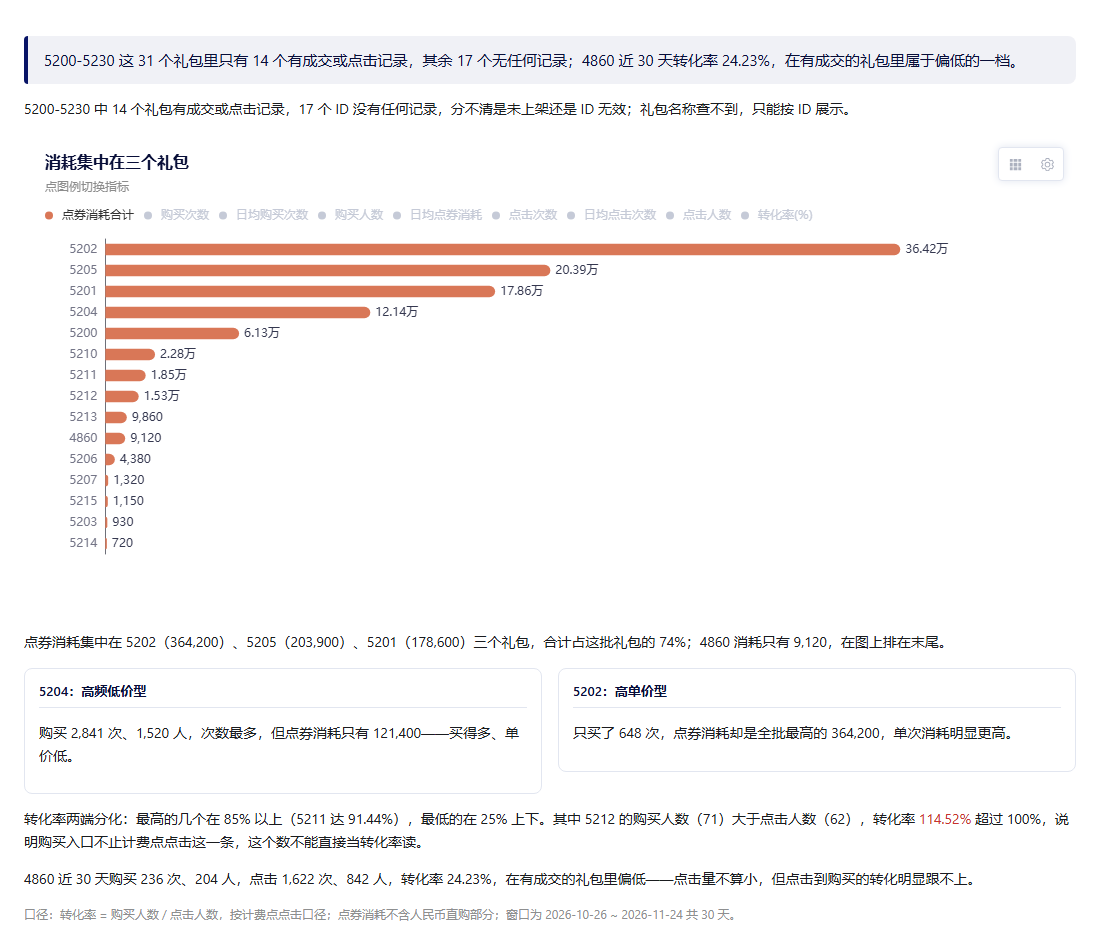 5200-5230 这 31 个礼包里只有 14 个有成交或点击记录，其余 17 个无任何记录；4860 近 30 天转化率 24.23%，在有成交的礼包里属于偏低的一档。
5200-5230 中 14 个礼包有成交或点击记录，17 个 ID 没有任何记录，分不清是未上架还是 ID 无效；礼包名称查不到，只能按 ID 展示。
消耗集中在三个礼包
点图例切换指标
点券消耗合计 购买次数 日均购买次数 购买人数 日均点券消耗 点击次数 日均点击次数 点击人数 转化率(%)
5202 36.42万
5205 20.39万
5201 17.86万
5204 12.14万
5200 6.13万
5210 2.28万
5211 1.85万
5212 1.53万
5213 9,860
4860 9,120
5206 4,380
5207 1,320
5215 1,150
5203 930
5214 720
点券消耗集中在 5202（364,200）、5205（203,900）、5201（178,600）三个礼包，合计占这批礼包的 74%；4860 消耗只有 9,120，在图上排在末尾。
5204：高频低价型
购买 2,841 次、1,520 人，次数最多，但点券消耗只有 121,400——买得多、单
价低。
5202：高单价型
只买了 648 次，点券消耗却是全批最高的 364,200，单次消耗明显更高。
转化率两端分化：最高的几个在 85% 以上（5211 达 91.44%），最低的在 25% 上下。其中 5212 的购买人数（71）大于点击人数（62），转化率 114.52% 超过 100%，说
明购买入口不止计费点点击这一条，这个数不能直接当转化率读。
4860 近 30 天购买 236 次、204 人，点击 1,622 次、842 人，转化率 24.23%，在有成交的礼包里偏低——点击量不算小，但点击到购买的转化明显跟不上。
口径：转化率 = 购买人数 / 点击人数，按计费点点击口径；点券消耗不含人民币直购部分；窗口为 2026-10-26 ~ 2026-11-24 共 30 天。